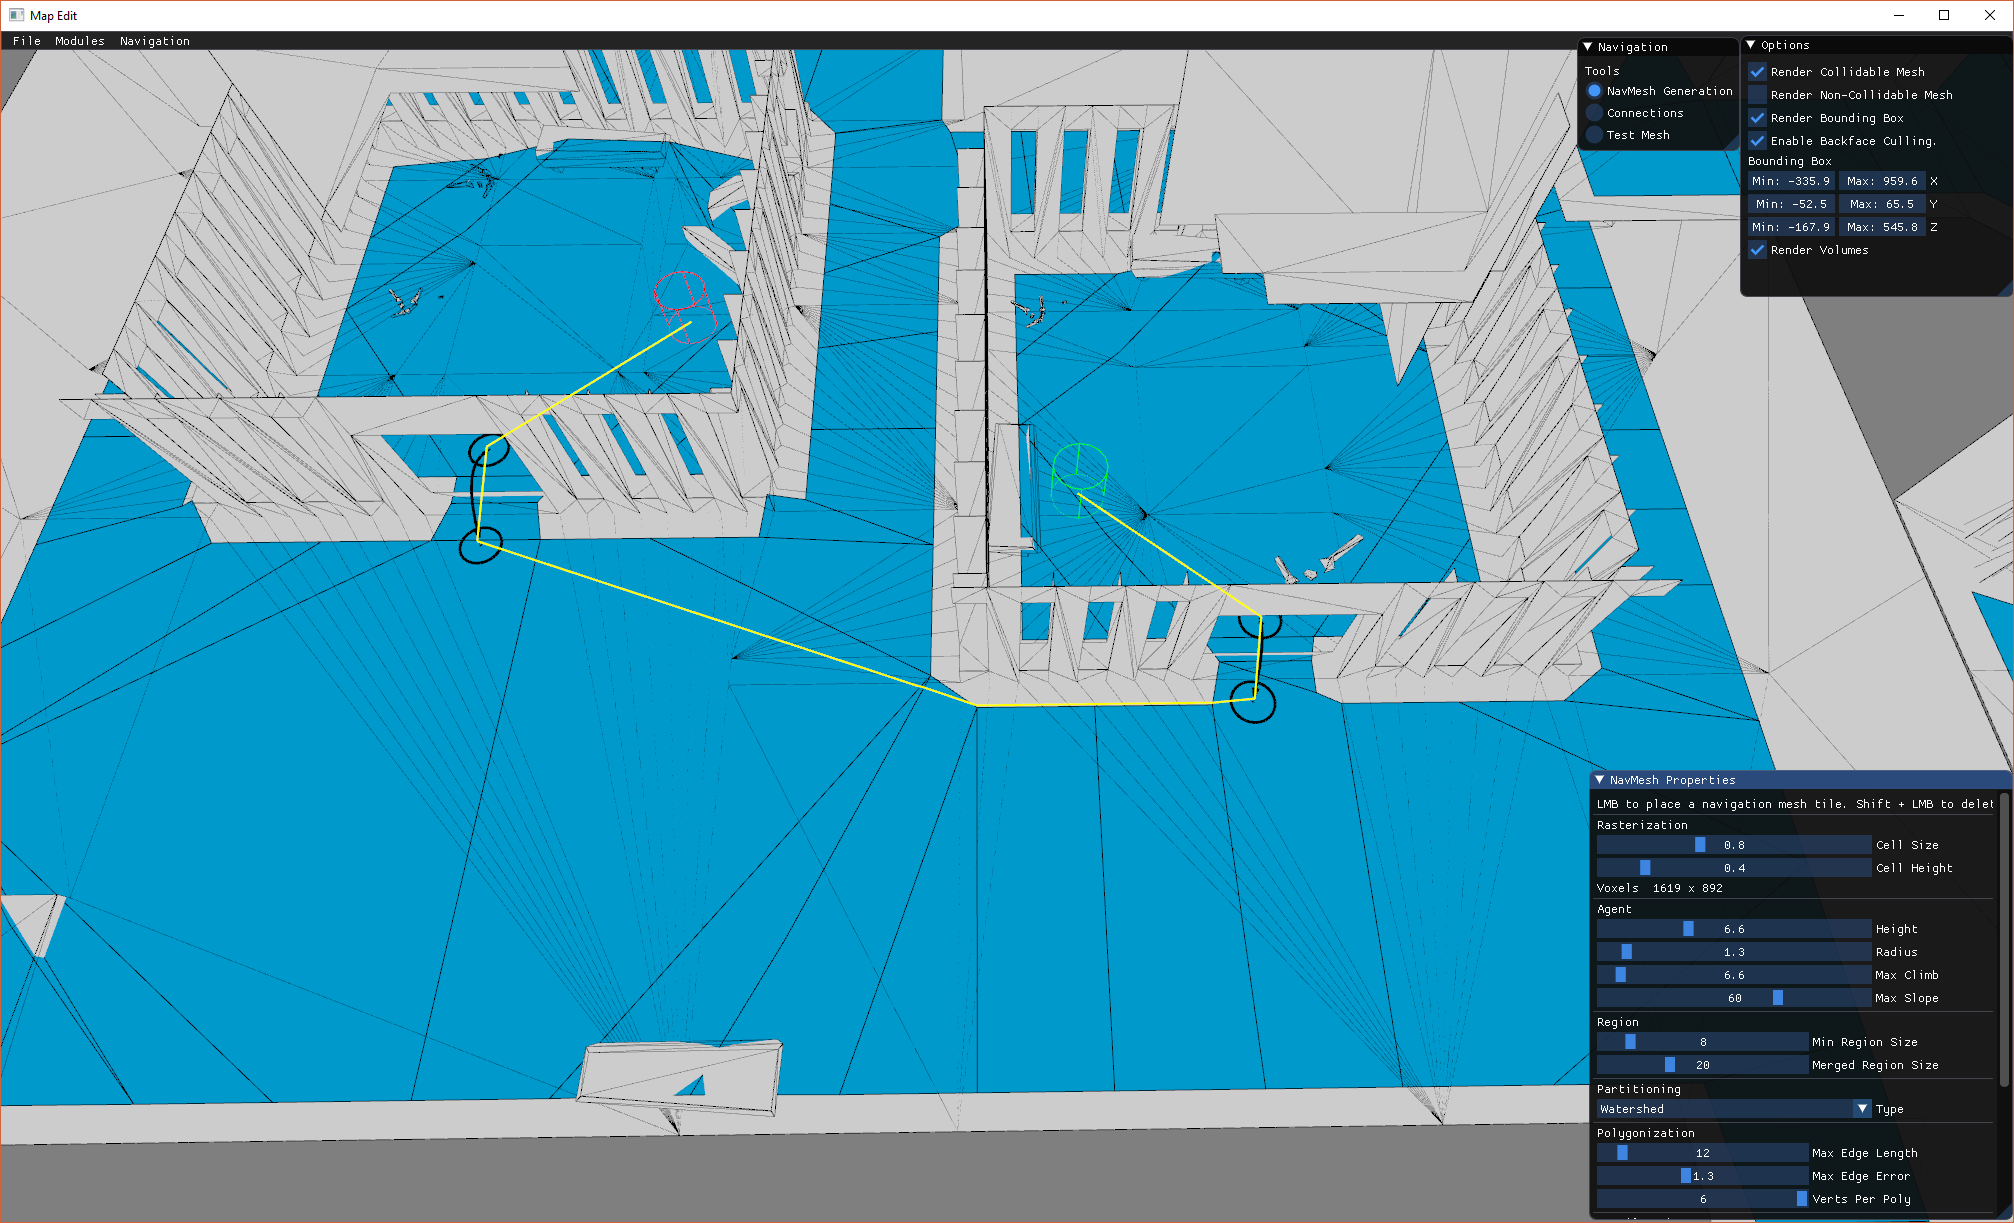 Map Edit
File Modules Navigation
Navigation
Tools
NavMesh Generation
Connections
Test Mesh
Options
Render Collidable Mesh
Render Non-Collidable Mesh
Render Bounding Box
Enable Backface Culling.
Bounding Box
Min: -335.9 Max: 959.6 X
Min: -52.5 Max: 65.5 Y
Min: -167.9 Max: 545.8 Z
Render Volumes
NavMesh Properties
LMB to place a navigation mesh tile. Shift + LMB to delet
Rasterization
0.8 Cell Size
0.4 Cell Height
Voxels 1619 x 892
Agent
6.6 Height
1.3 Radius
6.6 Max Climb
60 Max Slope
Region
8 Min Region Size
20 Merged Region Size
Partitioning
Watershed Type
Polygonization
12 Max Edge Length
1.3 Max Edge Error
6 Verts Per Poly